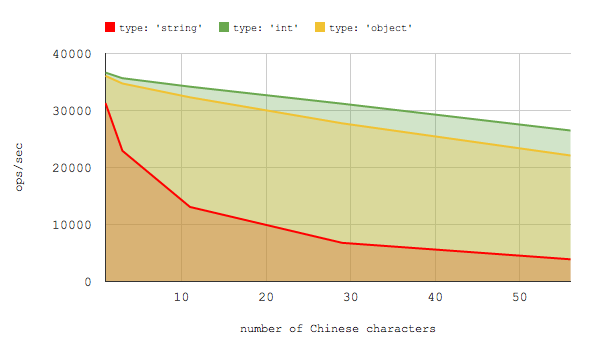 type: 'string' type: 'int' type: 'object'
40000
30000
20000
10000
0
ops/sec
10 20 30 40 50
number of Chinese characters